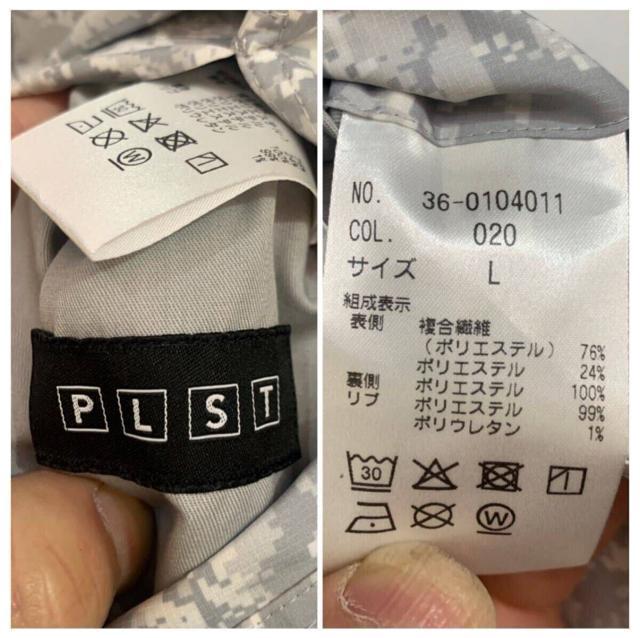 PLST
NO. 36-0104011
COL. 020
サイズ L
組成表示
表側 複合繊維
(ポリエステル) 76%
ポリエステル 24%
裏側 ポリエステル 100%
リブ ポリエステル 99%
ポリウレタン 1%
30
W
W